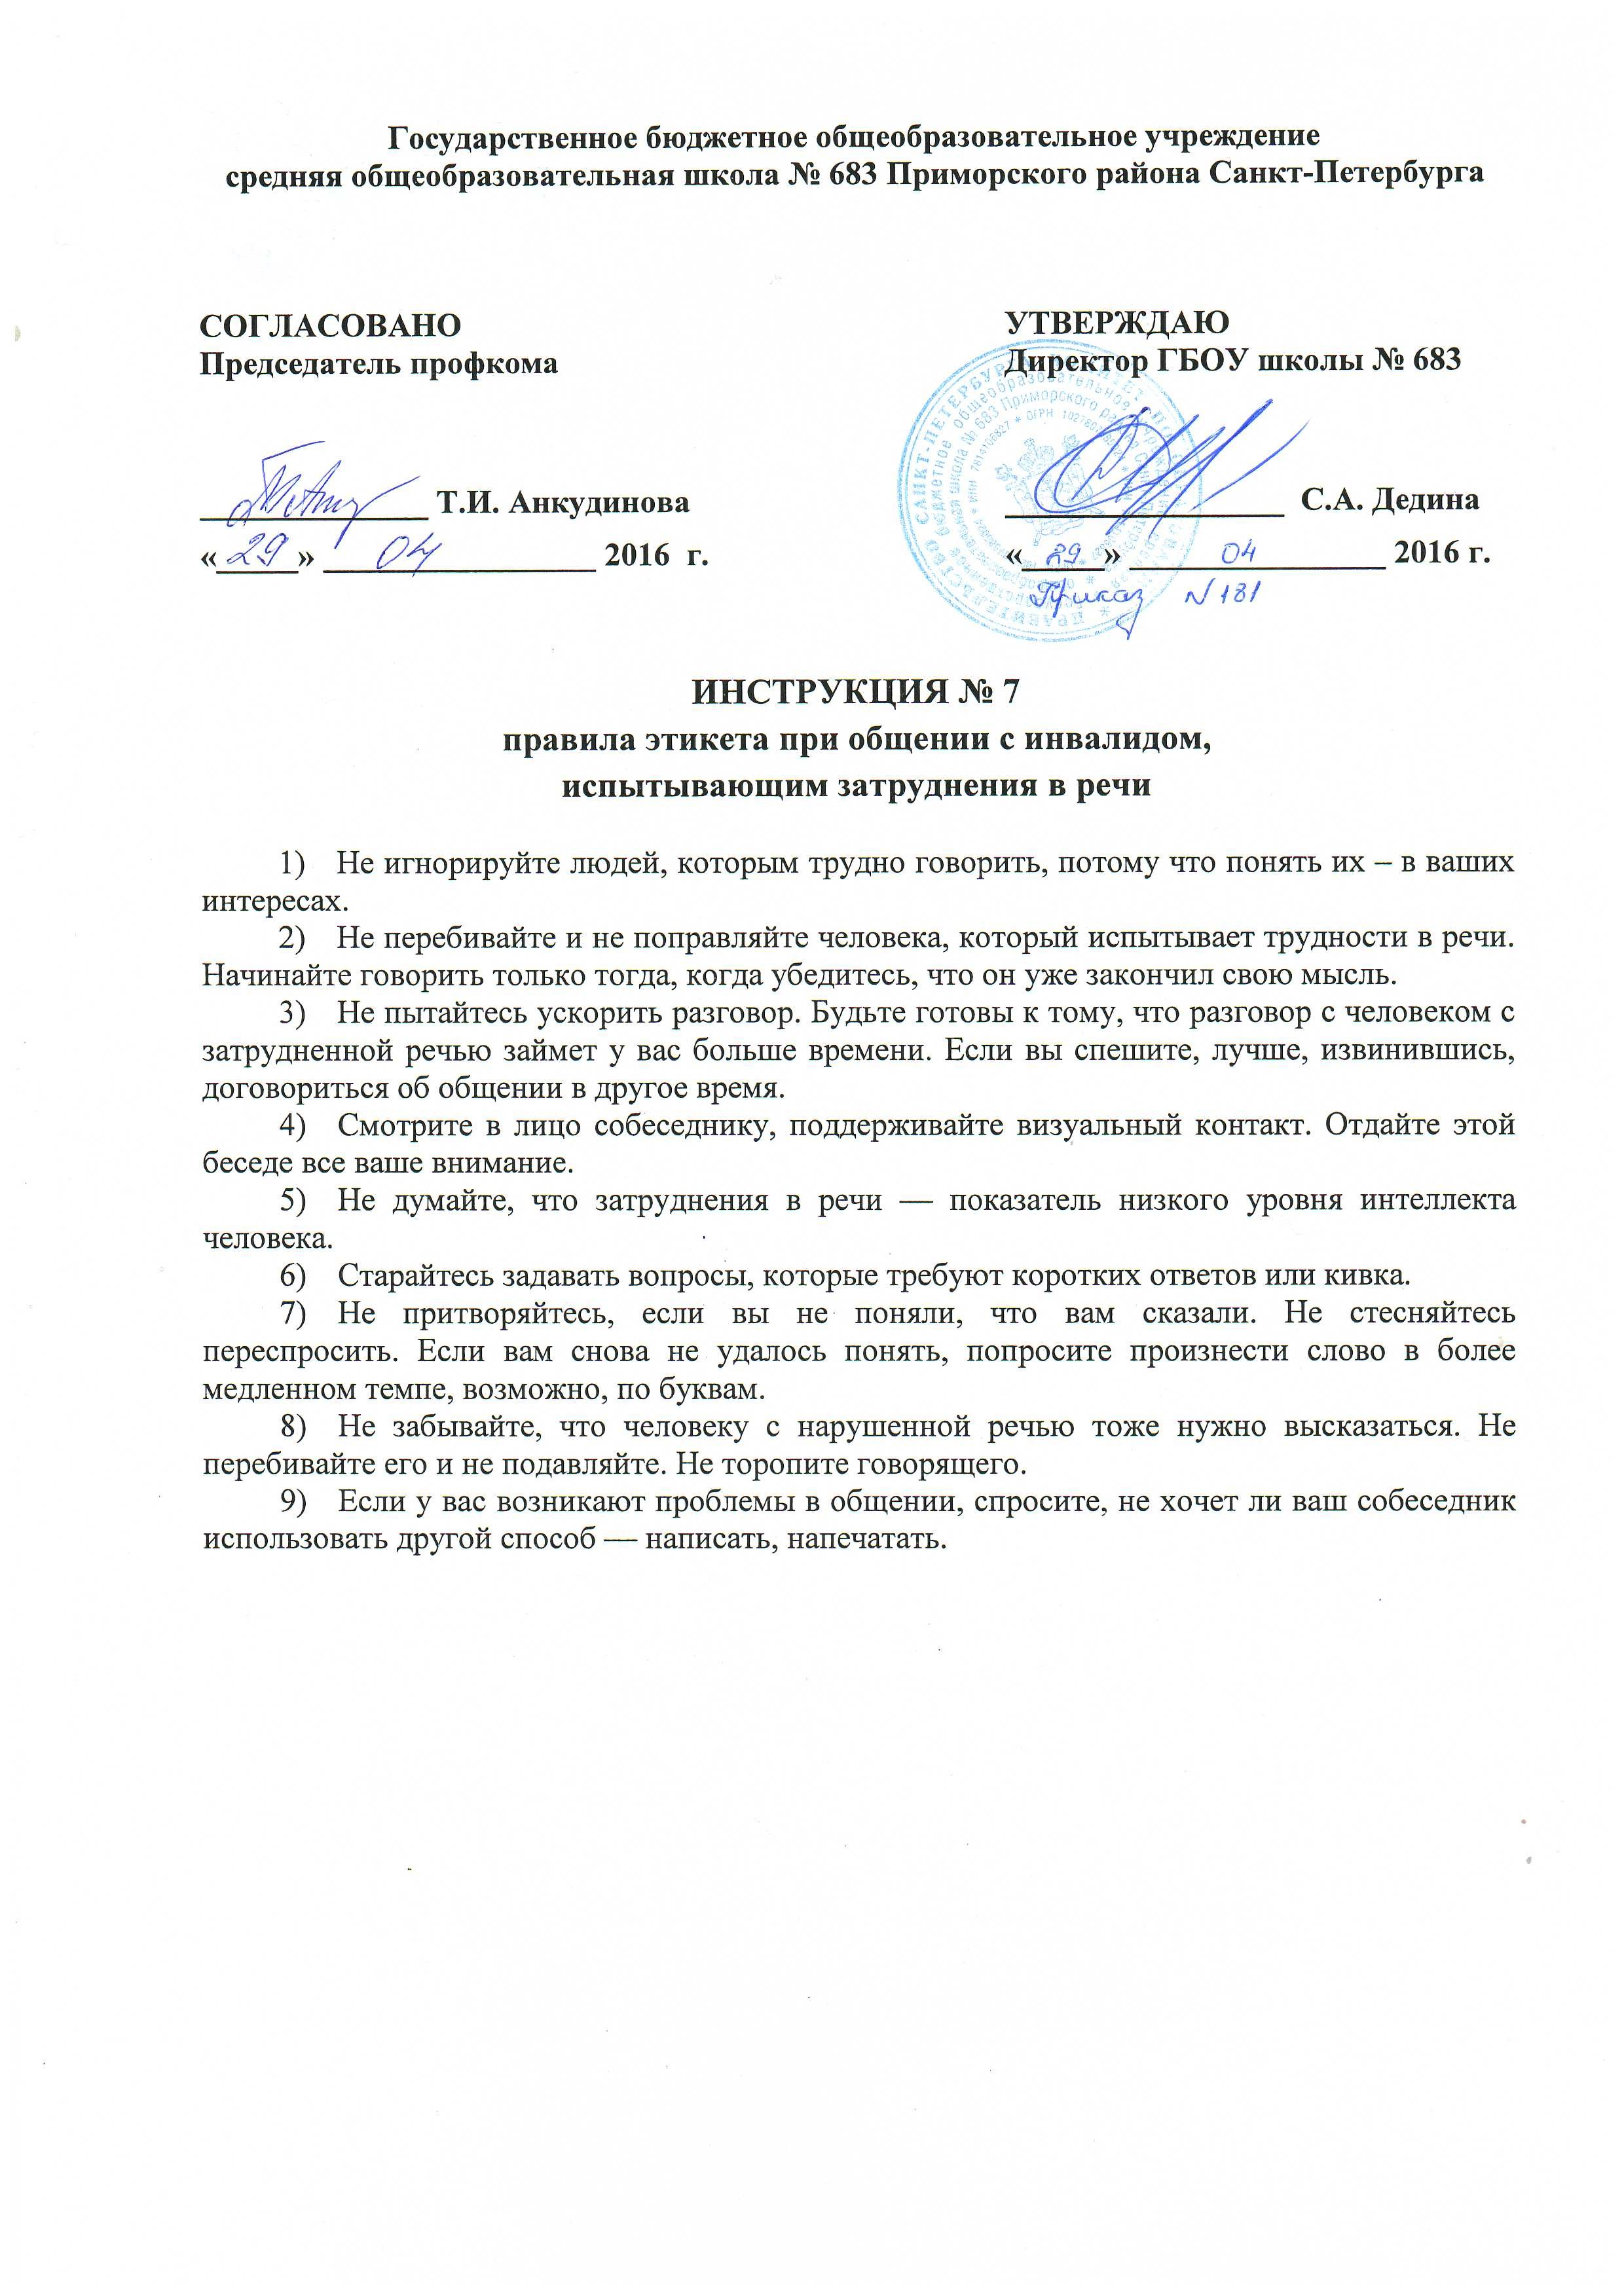 Государственное бюджетное общеобразовательное учреждение
средняя общеобразовательная школа № 683 Приморского района Санкт-Петербурга
СОГЛАСОВАНО
Председатель профкома
Т.И. Анкудинова
«29» 04 2016 г.
УТВЕРЖДАЮ
Директор ГБОУ школы № 683
С.А. Дедина
«29» 04 2016 г.
Приказ N 181
ИНСТРУКЦИЯ № 7
правила этикета при общении с инвалидом,
испытывающим затруднения в речи
1) Не игнорируйте людей, которым трудно говорить, потому что понять их – в ваших
интересах.
2) Не перебивайте и не поправляйте человека, который испытывает трудности в речи.
Начинайте говорить только тогда, когда убедитесь, что он уже закончил свою мысль.
3) Не пытайтесь ускорить разговор. Будьте готовы к тому, что разговор с человеком с
затрудненной речью займет у вас больше времени. Если вы спешите, лучше, извинившись,
договориться об общении в другое время.
4) Смотрите в лицо собеседнику, поддерживайте визуальный контакт. Отдайте этой
беседе все ваше внимание.
5) Не думайте, что затруднения в речи — показатель низкого уровня интеллекта
человека.
6) Старайтесь задавать вопросы, которые требуют коротких ответов или кивка.
7) Не притворяйтесь, если вы не поняли, что вам сказали. Не стесняйтесь
переспросить. Если вам снова не удалось понять, попросите произнести слово в более
медленном темпе, возможно, по буквам.
8) Не забывайте, что человеку с нарушенной речью тоже нужно высказаться. Не
перебивайте его и не подавляйте. Не торопите говорящего.
9) Если у вас возникают проблемы в общении, спросите, не хочет ли ваш собеседник
использовать другой способ — написать, напечатать.